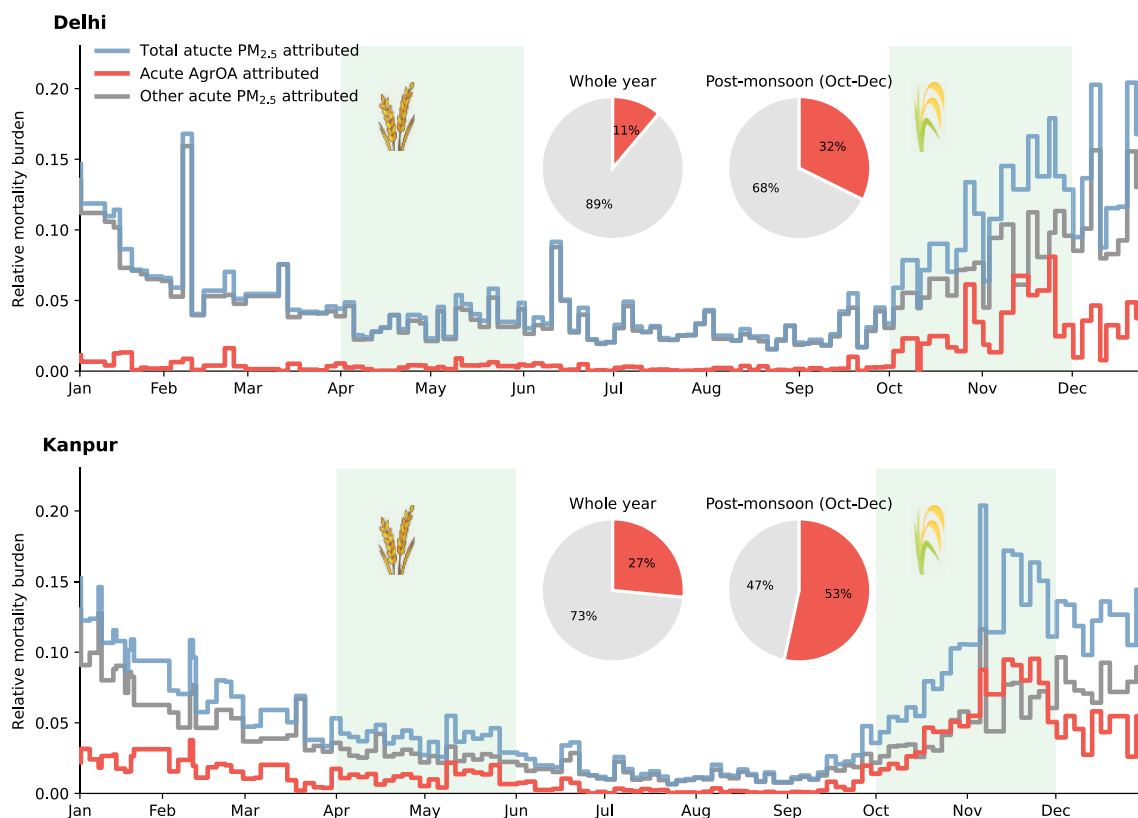 Delhi
Total atucte PM2.5 attributed
Acute AgrOA attributed
Other acute PM2.5 attributed
Whole year
Post-monsoon (Oct-Dec)
11%
89%
32%
68%
Relative mortality burden
0.20
0.15
0.10
0.05
0.00
Jan Feb Mar Apr May Jun Jul Aug Sep Oct Nov Dec
Kanpur
Whole year
Post-monsoon (Oct-Dec)
27%
73%
47%
53%
Relative mortality burden
0.20
0.15
0.10
0.05
0.00
Jan Feb Mar Apr May Jun Jul Aug Sep Oct Nov Dec